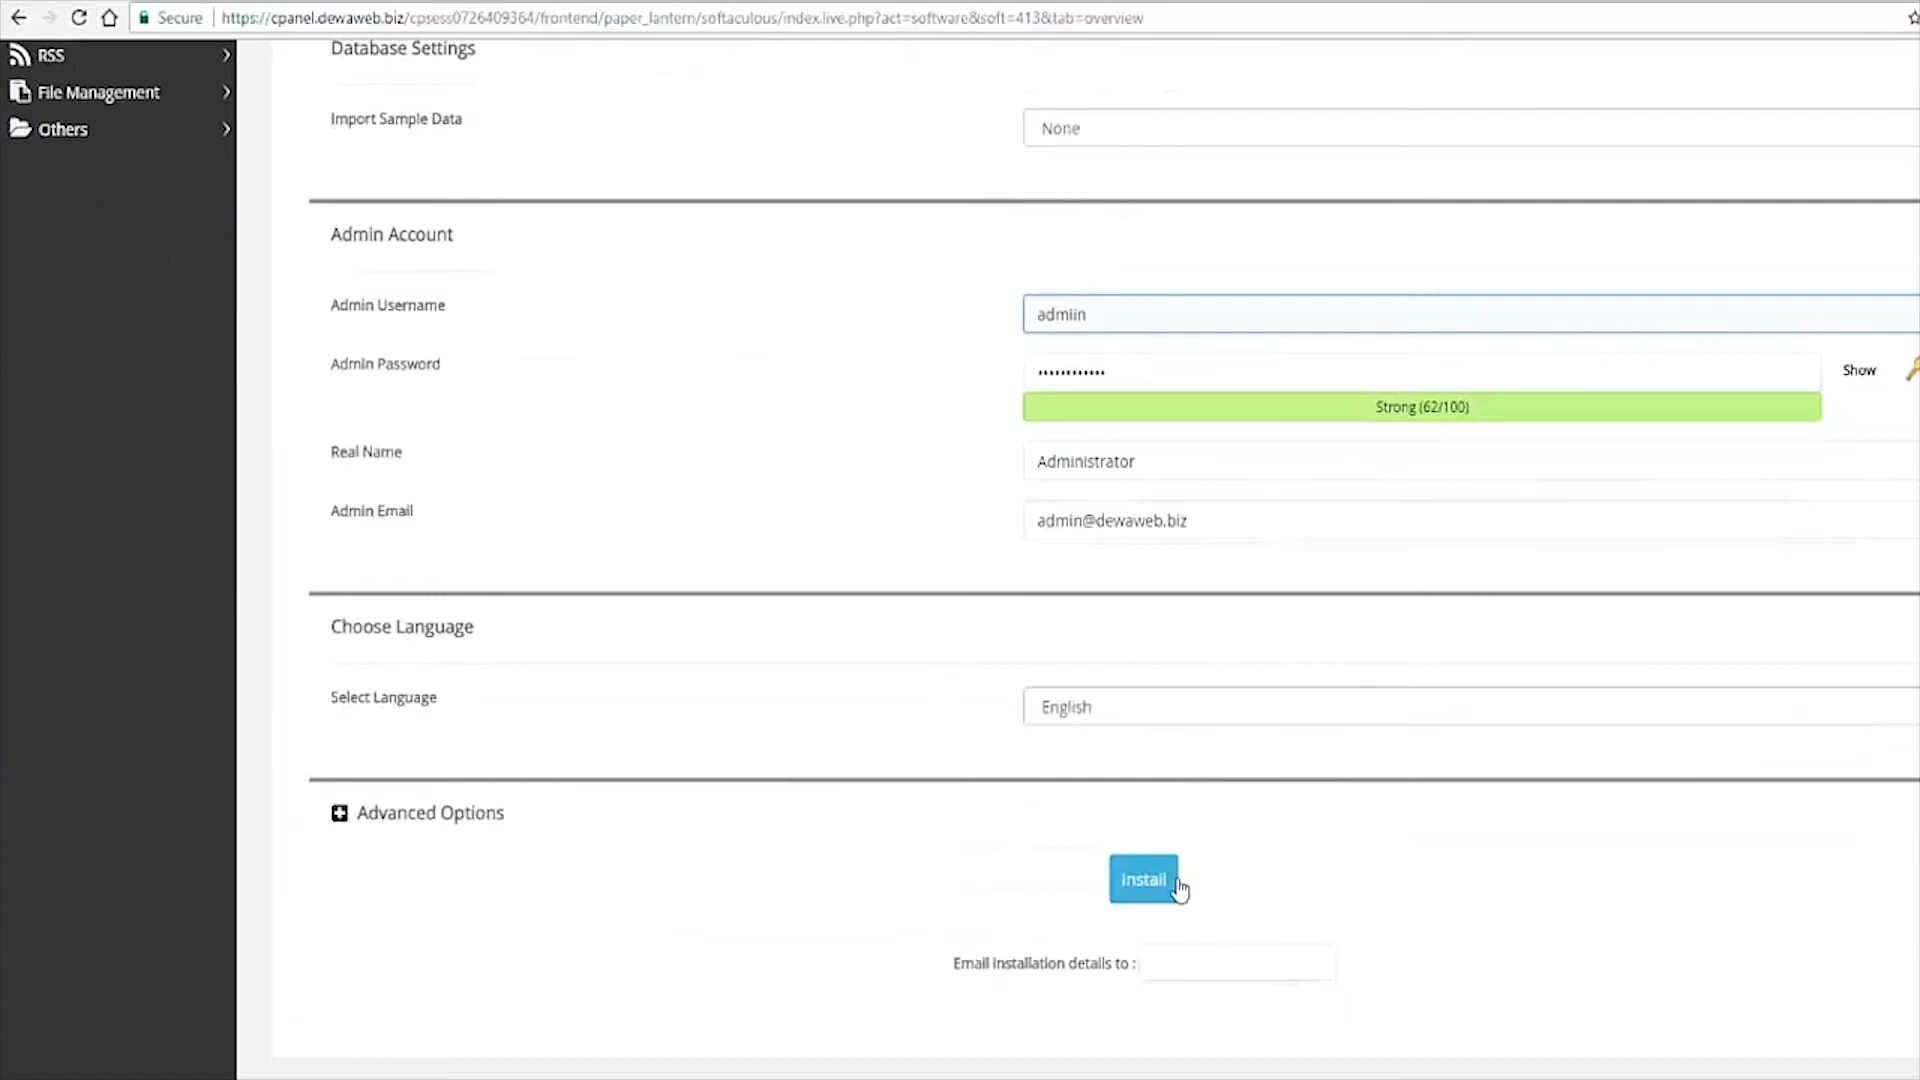 Secure
https://cpanel.dewaweb.biz/cpsess0726409364/frontend/paper_lantern/softaculous/index.live.php?act=software&soft=413&tab=overview
RSS
File Management
Others
Database Settings
Import Sample Data
None
Admin Account
Admin Username
admiin
Admin Password
••••••••••••
Show
Strong (62/100)
Real Name
Administrator
Admin Email
admin@dewaweb.biz
Choose Language
Select Language
English
Advanced Options
Install
Email installation details to :